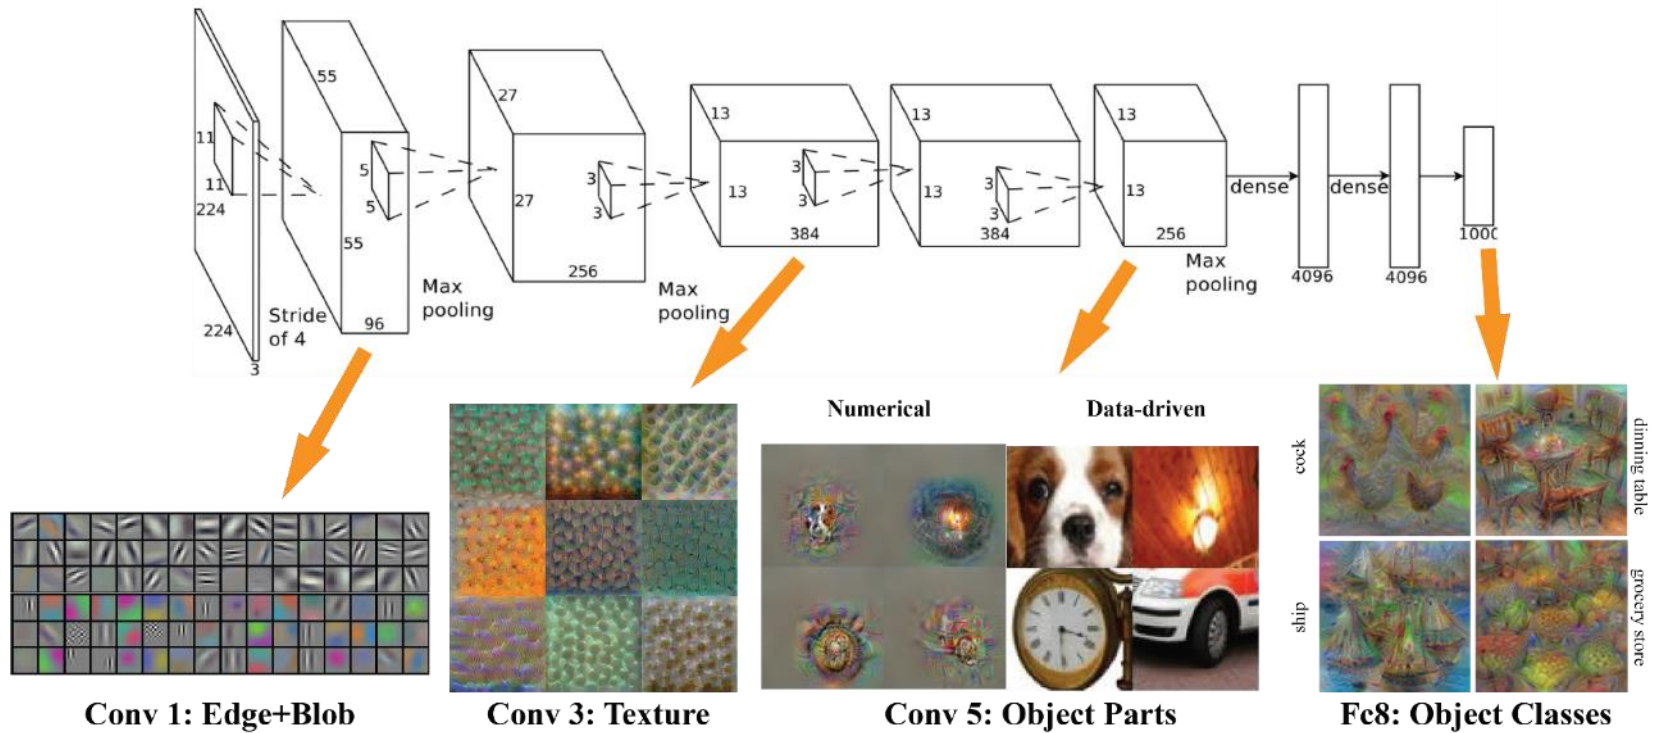 11
11
224
224
3
Stride
of 4
55
5
5
55
96
Max
pooling
27
3
3
27
256
Max
pooling
13
3
3
13
384
13
3
3
13
384
13
13
256
Max
pooling
dense
dense
4096
4096
1000
Numerical
Data-driven
cock
ship
dinning table
grocery store
Conv 1: Edge+Blob
Conv 3: Texture
Conv 5: Object Parts
Fc8: Object Classes